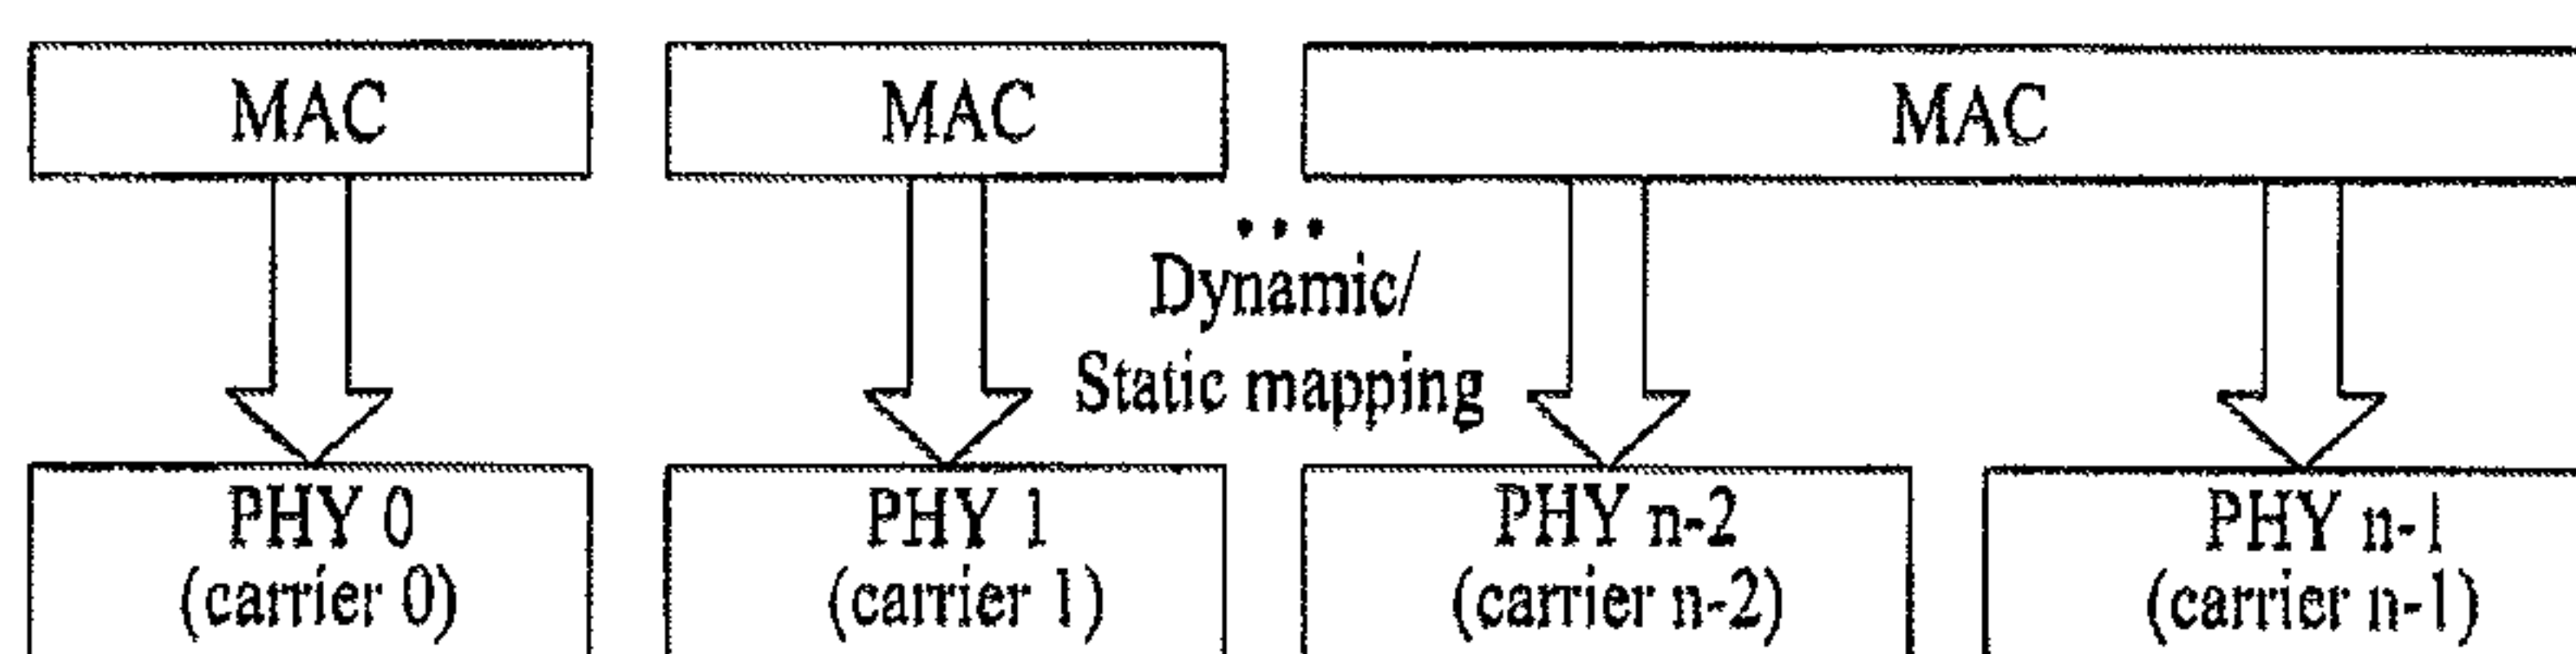 MAC
MAC
MAC
• • •
Dynamic/
Static mapping
PHY 0
(carrier 0)
PHY 1
(carrier 1)
PHY n-2
(carrier n-2)
PHY n-1
(carrier n-1)